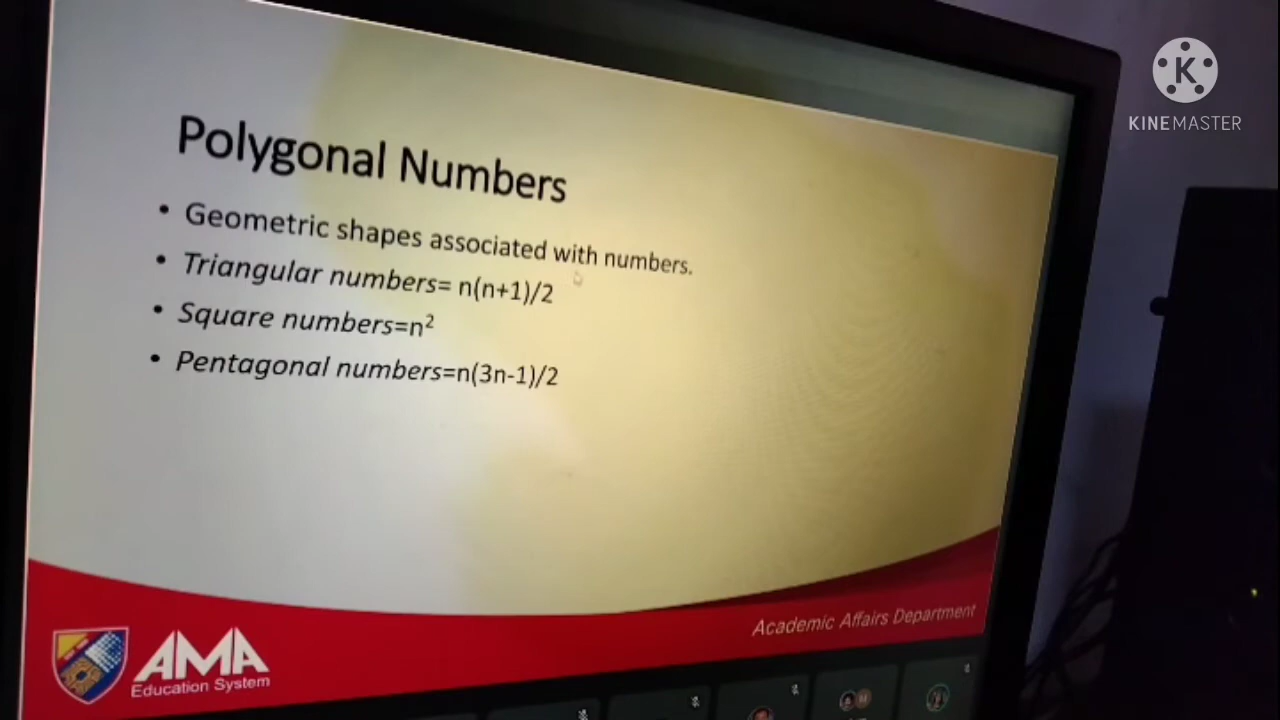 K
KINEMASTER
Polygonal Numbers
• Geometric shapes associated with numbers.
• Triangular numbers= n(n+1)/2
• Square numbers=n²
• Pentagonal numbers=n(3n-1)/2
Academic Affairs Department
AMA
Education System